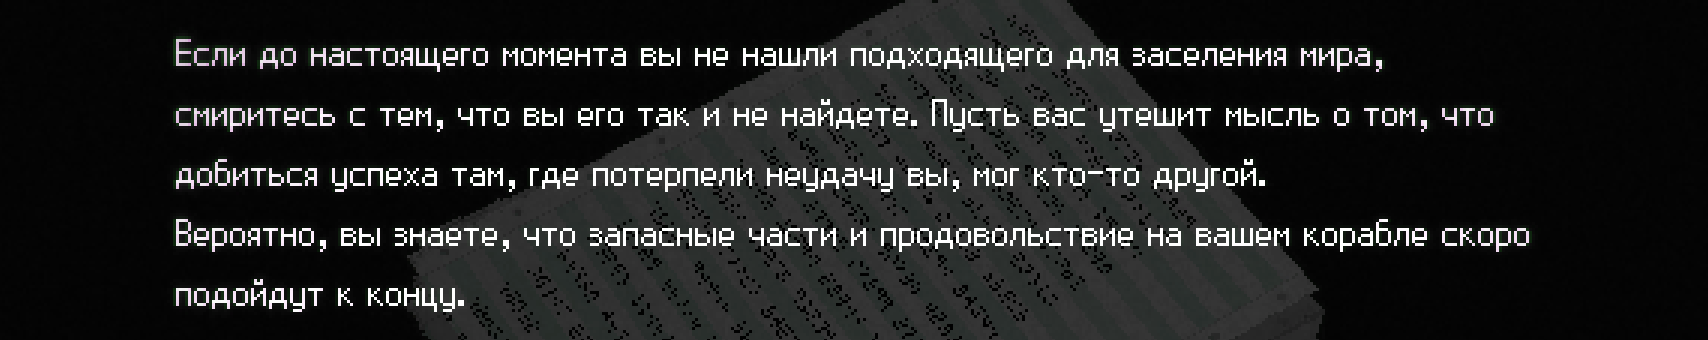 Если до настоящего момента вы не нашли подходящего для заселения мира,
смиритесь с тем, что вы его так и не найдете. Пусть вас утешит мысль о том, что
добиться успеха там, где потерпели неудачу вы, мог кто-то другой.
Вероятно, вы знаете, что запасные части и продовольствие на вашем корабле скоро
подойдут к концу.